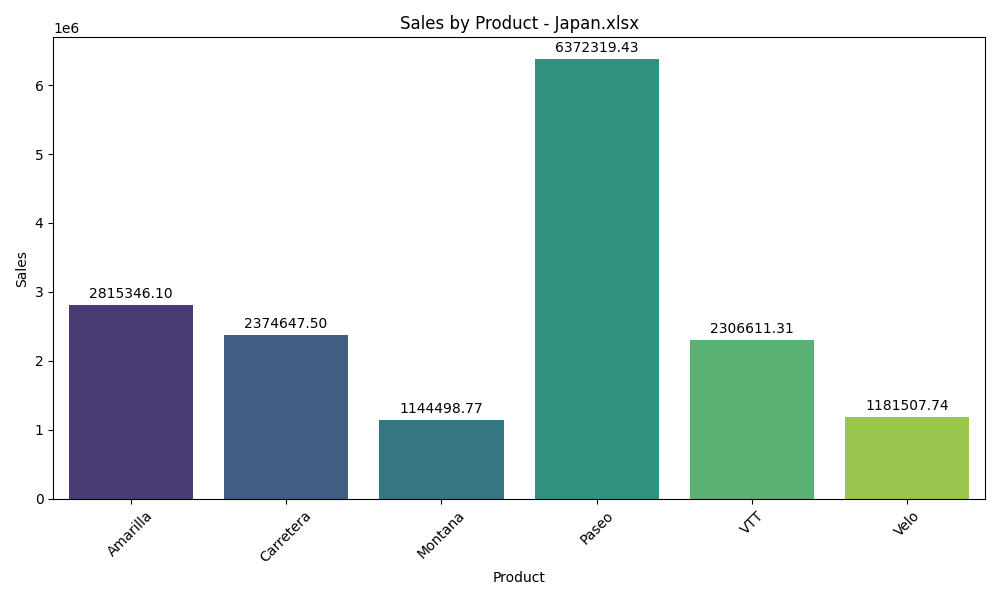 Sales by Product - Japan.xlsx
1e6
6372319.43
6
5
4
Sales
3
2815346.10
2374647.50
2306611.31
2
1144498.77
1181507.74
1
0
Amarilla
Carretera
Montana
Paseo
VTT
Velo
Product